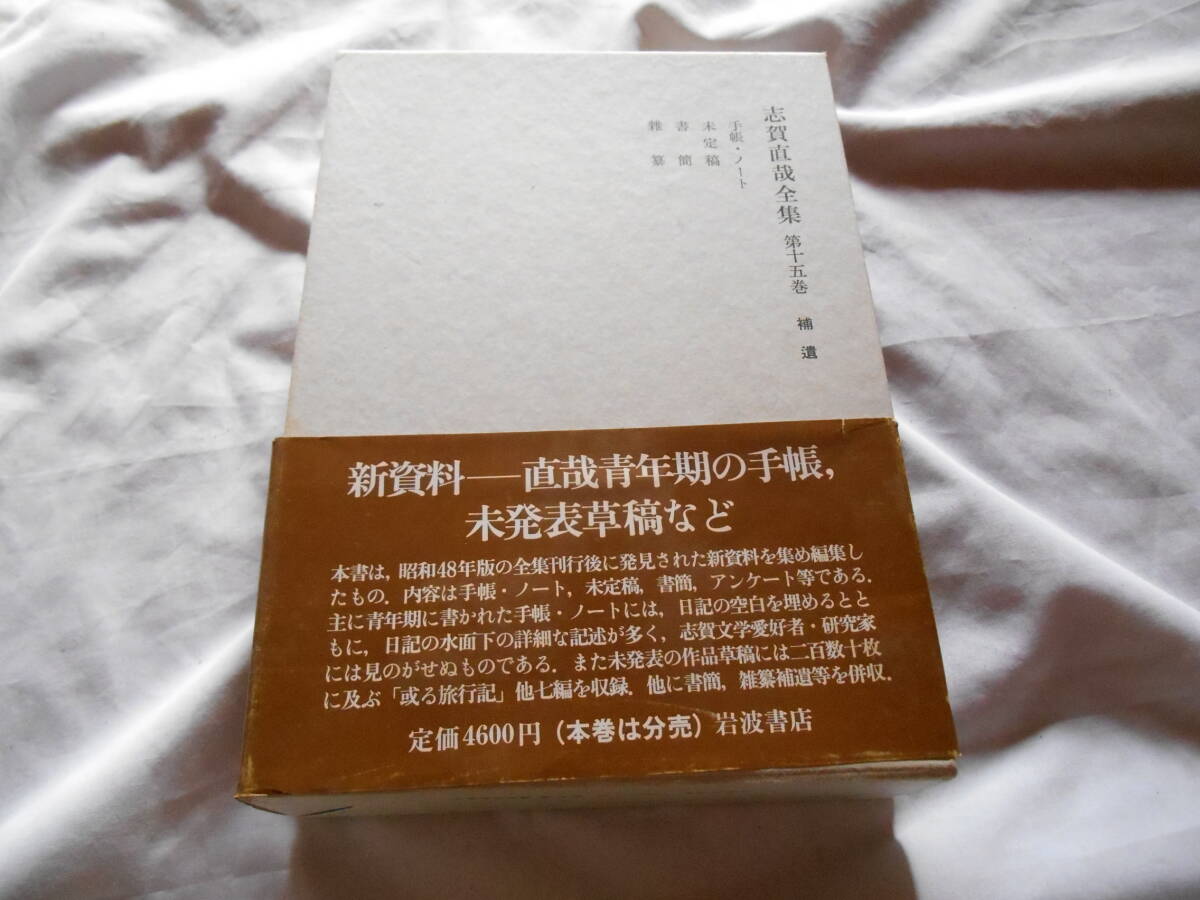 志賀直哉全集 第十五巻 補遺
手帳・ノート
未定稿
書簡
雑纂
新資料──直哉青年期の手帳,
未発表草稿など
本書は, 昭和48年版の全集刊行後に発見された新資料を集め編集し
たもの. 内容は手帳・ノート, 未定稿, 書簡, アンケート等である.
主に青年期に書かれた手帳・ノートには, 日記の空白を埋めるとと
もに, 日記の水面下の詳細な記述が多く, 志賀文学愛好者・研究家
には見のがせぬものである. また未発表の作品草稿には二百数十枚
に及ぶ「或る旅行記」他七編を収録. 他に書簡, 雑纂補遺等を併収.
定価4600円（本巻は分売）岩波書店